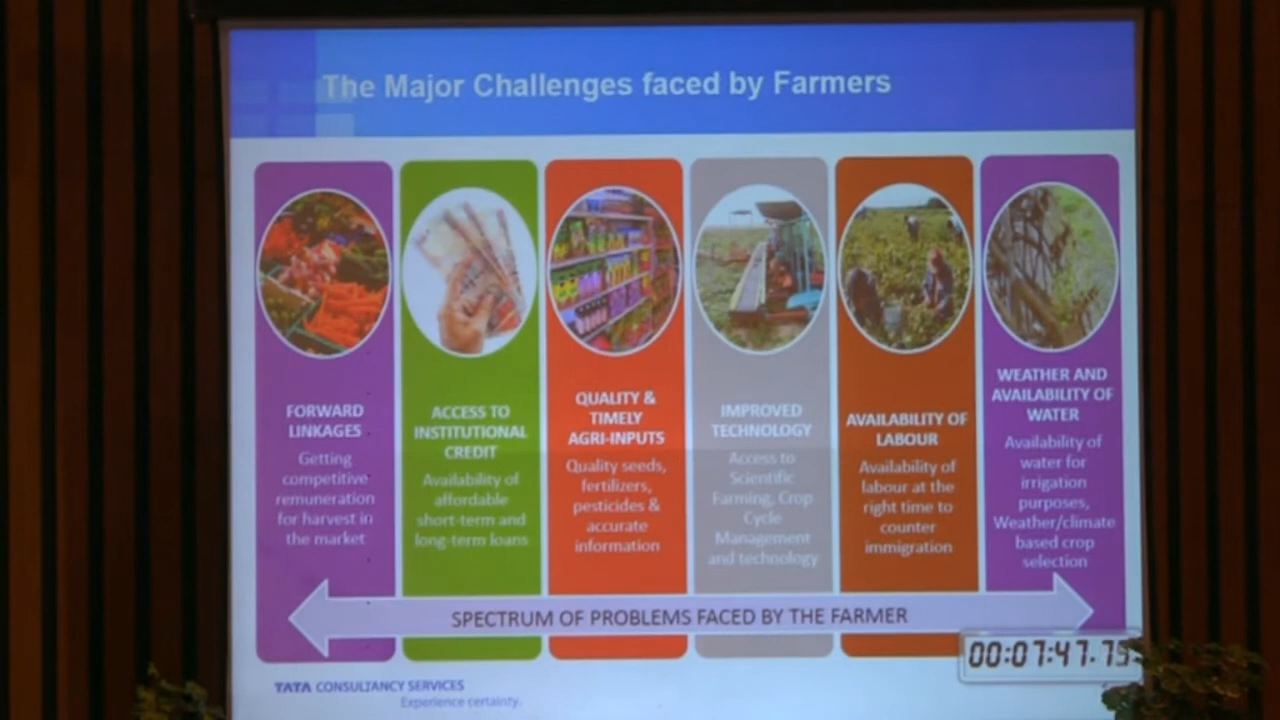 The Major Challenges faced by Farmers
FORWARD
LINKAGES
Getting
competitive
remuneration
for harvest in
the market
ACCESS TO
INSTITUTIONAL
CREDIT
Availability of
affordable
short-term and
long-term loans
QUALITY &
TIMELY
AGRI-INPUTS
Quality seeds,
fertilizers,
pesticides &
accurate
information
IMPROVED
TECHNOLOGY
Access to
Scientific
Farming, Crop
Cycle
Management
and technology
AVAILABILITY OF
LABOUR
Availability of
labour at the
right time to
counter
immigration
WEATHER AND
AVAILABILITY OF
WATER
Availability of
water for
irrigation
purposes,
Weather/climate
based crop
selection
SPECTRUM OF PROBLEMS FACED BY THE FARMER
00:07:47.75
TATA CONSULTANCY SERVICES
Experience certainty.